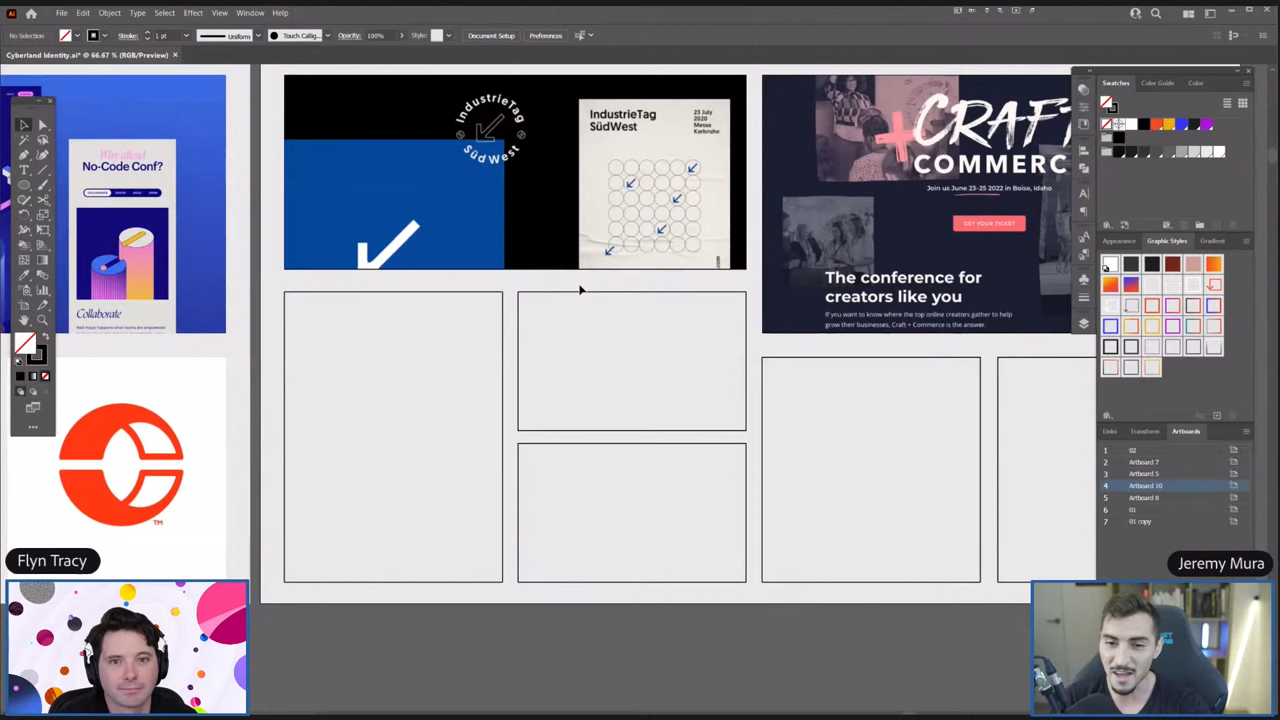 File Edit Object Type Select Effect View Window Help
No Selection Stroke: 1 pt Uniform Touch Callig... Opacity: 100% Style: Document Setup Preferences
Cyberland Identity.ai* @ 66.67 % (RGB/Preview)
Why attend
No-Code Conf?
Collaborate
TM
IndustrieTag
SüdWest
IndustrieTag
SüdWest
23 July
2020
Messe
Karlsruhe
.com
CRAFT
+
COMMERC
Join us June 23-25 2022 in Boise, Idaho
GET YOUR TICKET
The conference for
creators like you
If you want to know where the top online creators gather to
help grow their businesses, Craft + Commerce is the answer.
Swatches Color Guide Color
Appearance Graphic Styles Gradient
Links Transform Artboards
1 02
2 Artboard 7
3 Artboard 5
4 Artboard 10
5 Artboard 8
6 01
7 01 copy
Flyn Tracy
Jeremy Mura